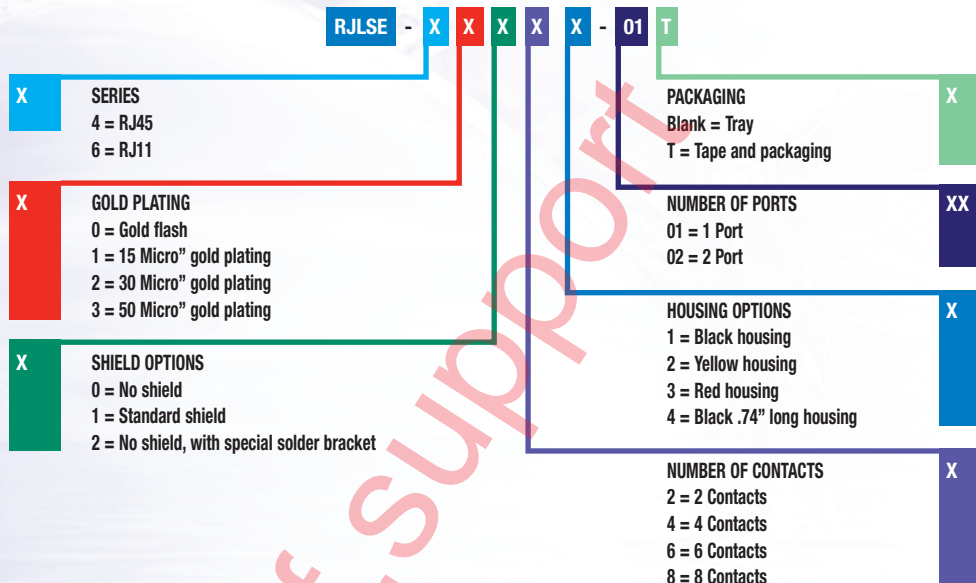 RJLSE - X X X X X - 01 T
X
SERIES
4 = RJ45
6 = RJ11
X
GOLD PLATING
0 = Gold flash
1 = 15 Micro” gold plating
2 = 30 Micro” gold plating
3 = 50 Micro” gold plating
X
SHIELD OPTIONS
0 = No shield
1 = Standard shield
2 = No shield, with special solder bracket
PACKAGING
X
Blank = Tray
T = Tape and packaging
NUMBER OF PORTS
XX
01 = 1 Port
02 = 2 Port
HOUSING OPTIONS
X
1 = Black housing
2 = Yellow housing
3 = Red housing
4 = Black .74” long housing
NUMBER OF CONTACTS
X
2 = 2 Contacts
4 = 4 Contacts
6 = 6 Contacts
8 = 8 Contacts
f support